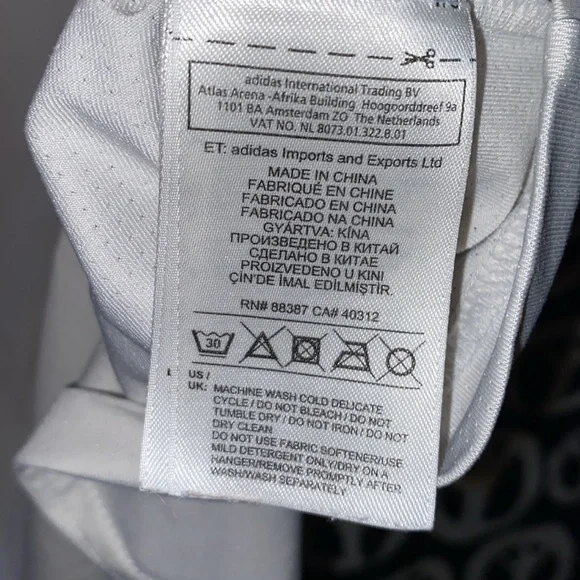 adidas International Trading BV
Atlas Arena -Afrika Building Hoogoorddreef 9a
1101 BA Amsterdam ZO The Netherlands
VAT NO. NL 8073.01.322.B.01
ET: adidas Imports and Exports Ltd
MADE IN CHINA
FABRIQUÉ EN CHINE
FABRICADO EN CHINA
FABRICADO NA CHINA
GYÁRTVA: KÍNA
ПРОИЗВЕДЕНО В КИТАЙ
СДЕЛАНО В КИТАЕ
PROIZVEDENO U KINI
ÇİN'DE İMAL EDİLMİŞTİR.
RN# 88387 CA# 40312
30
US /
UK: MACHINE WASH COLD DELICATE
CYCLE / DO NOT BLEACH / DO NOT
TUMBLE DRY / DO NOT IRON / DO NOT
DRY CLEAN
DO NOT USE FABRIC SOFTENER/USE
MILD DETERGENT ONLY/DRY ON A
HANGER/REMOVE PROMPTLY AFTER
WASH/WASH SEPARATELY